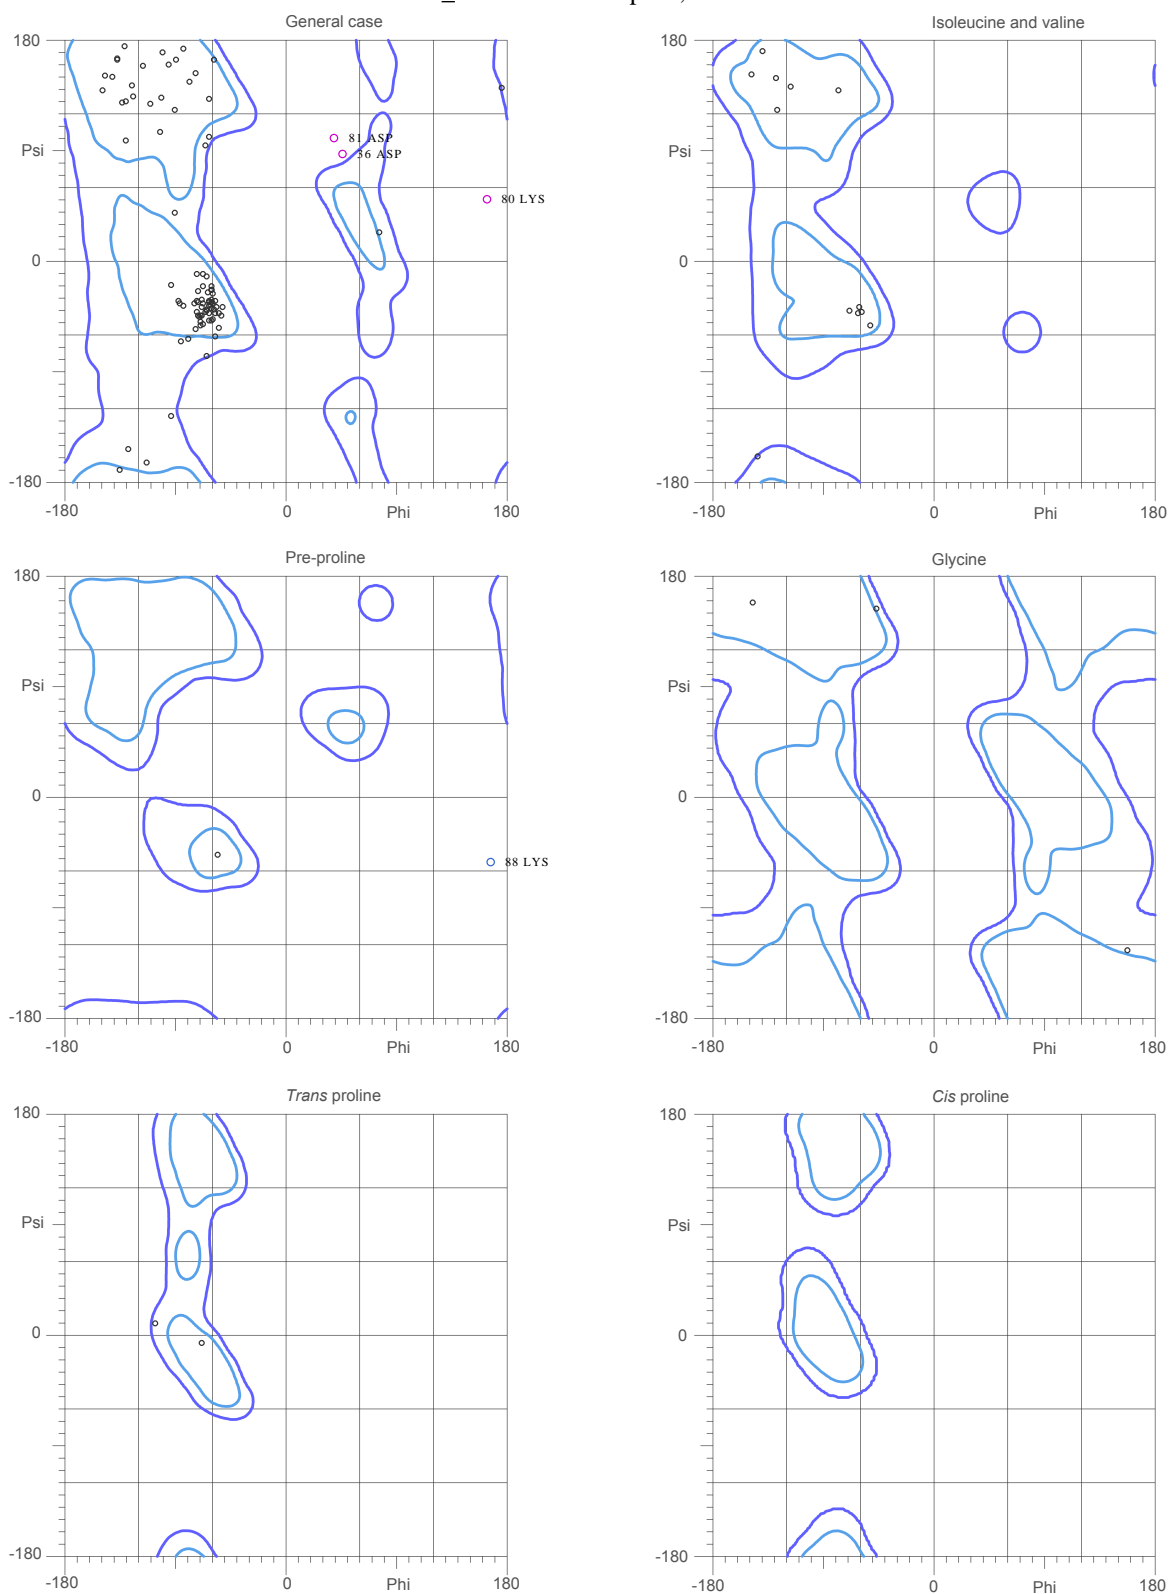 General case
Isoleucine and valine
180
Psi
0
-180
-180
0
Phi
180
81 ASP
36 ASP
80 LYS
180
Psi
0
-180
-180
0
Phi
180
Pre-proline
Glycine
180
Psi
0
-180
-180
0
Phi
180
88 LYS
180
Psi
0
-180
-180
0
Phi
180
Trans proline
Cis proline
180
Psi
0
-180
-180
0
Phi
180
180
Psi
0
-180
-180
0
Phi
180